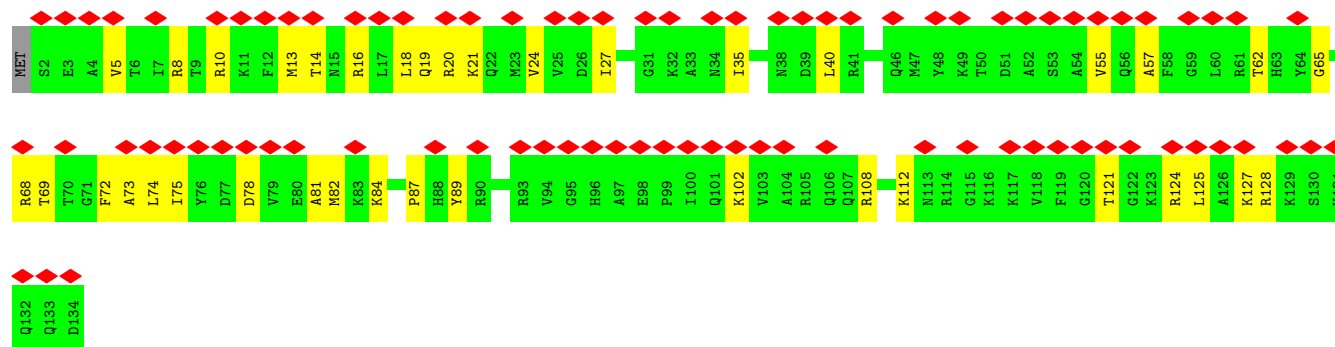 MET S2 E3 A4 V5 T6 I7 R8 T9 R10 K11 F12 M13 T14 N15 R16 L17 L18 Q19 R20 K21 Q22 M23 V24 V25 D26 I27 G31 K32 A33 N34 I35 N38 D39 L40 R41 Q46 M47 Y48 K49 T50 D51 A52 S53 A54 V55 Q56 A57 F58 G59 L60 R61 T62 H63 Y64 G65
R68 T69 T70 G71 F72 A73 L74 I75 Y76 D77 D78 V79 E80 A81 M82 K83 K84 P87 H88 Y89 R90 R93 V94 G95 H96 A97 E98 P99 I100 Q101 K102 V103 A104 R105 Q106 Q107 R108 K112 N113 R114 G115 K116 K117 V118 F119 G120 T121 G122 K123 R124 L125 A126 K127 R128 K129 S130
Q132 Q133 D134